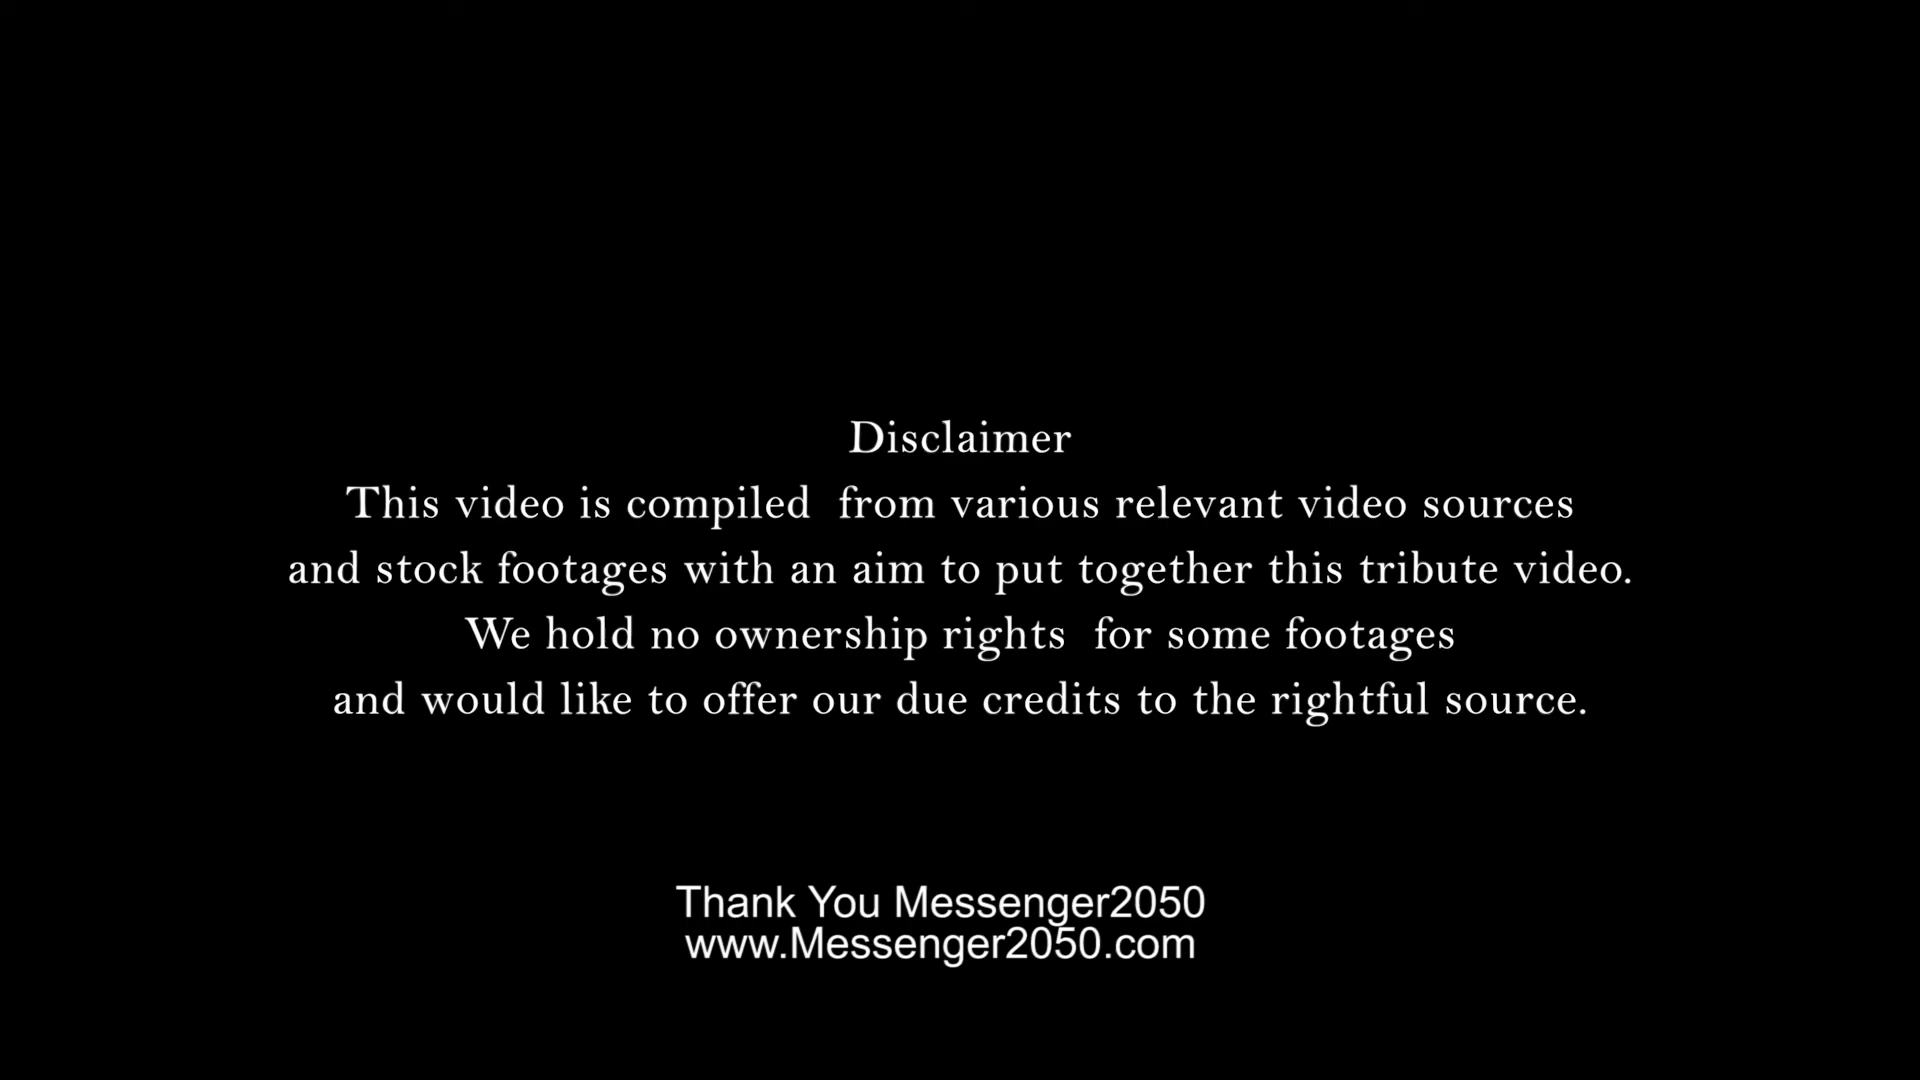 Disclaimer
This video is compiled  from various relevant video sources
and stock footages with an aim to put together this tribute video.
We hold no ownership rights  for some footages
and would like to offer our due credits to the rightful source.
Thank You Messenger2050
www.Messenger2050.com